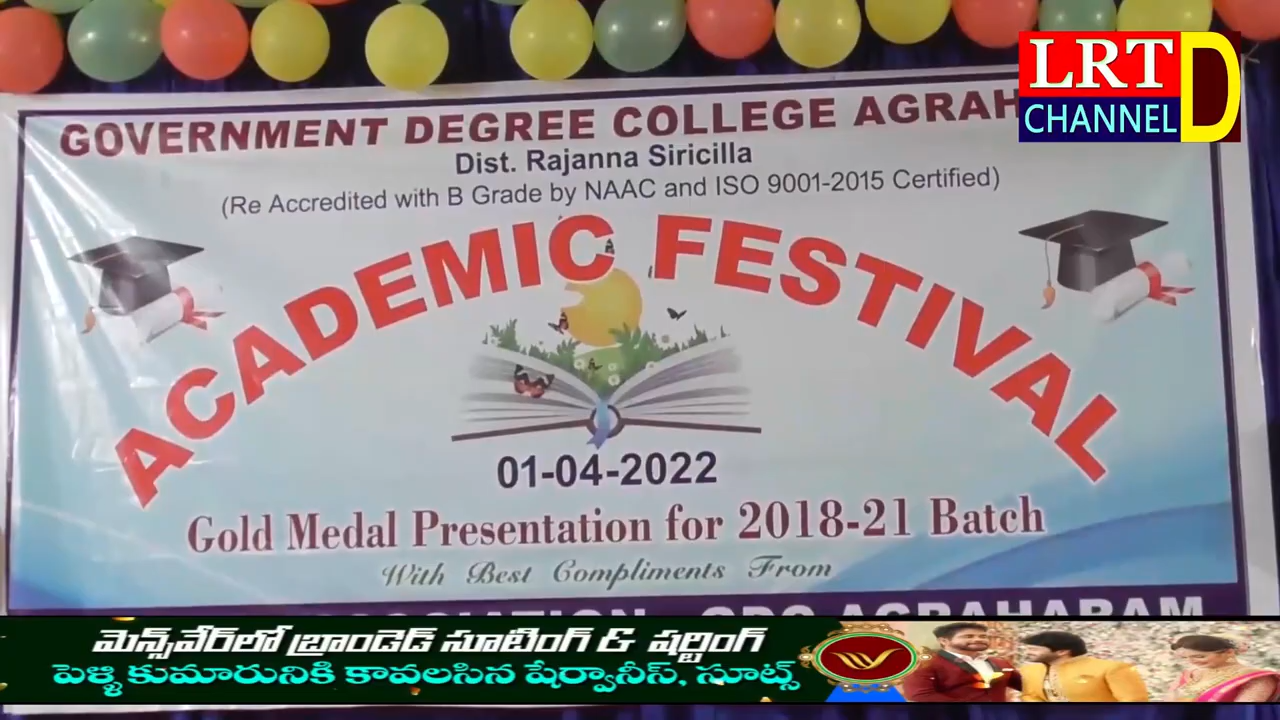 GOVERNMENT DEGREE COLLEGE AGRAH
Dist. Rajanna Siricilla
(Re Accredited with B Grade by NAAC and ISO 9001-2015 Certified)
ACADEMIC FESTIVAL
01-04-2022
Gold Medal Presentation for 2018-21 Batch
With Best Compliments From
GDC AGRAHARAM
LRT
CHANNEL D
మెన్స్‌వేర్‌లో బ్రాండెడ్ సూటింగ్ & షర్టింగ్
పెళ్ళి కుమారునికి కావలసిన షేర్వానీస్, సూట్స్